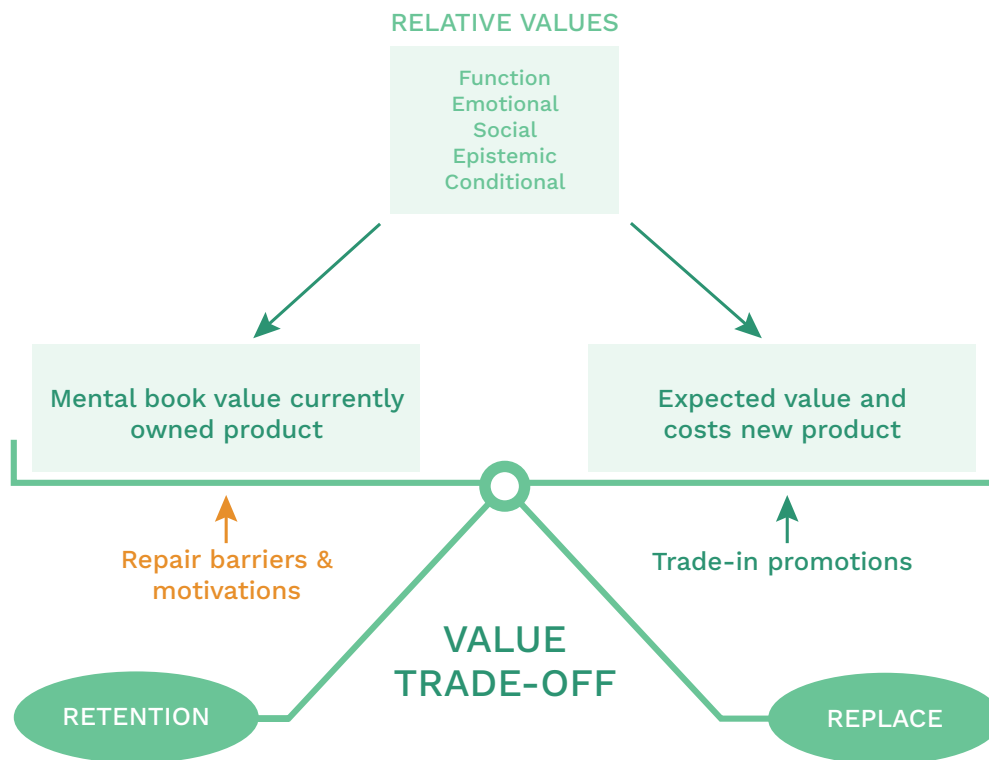 RELATIVE VALUES
Function
Emotional
Social
Epistemic
Conditional
Mental book value currently
owned product
Expected value and
costs new product
Repair barriers &
motivations
Trade-in promotions
VALUE
TRADE-OFF
RETENTION
REPLACE